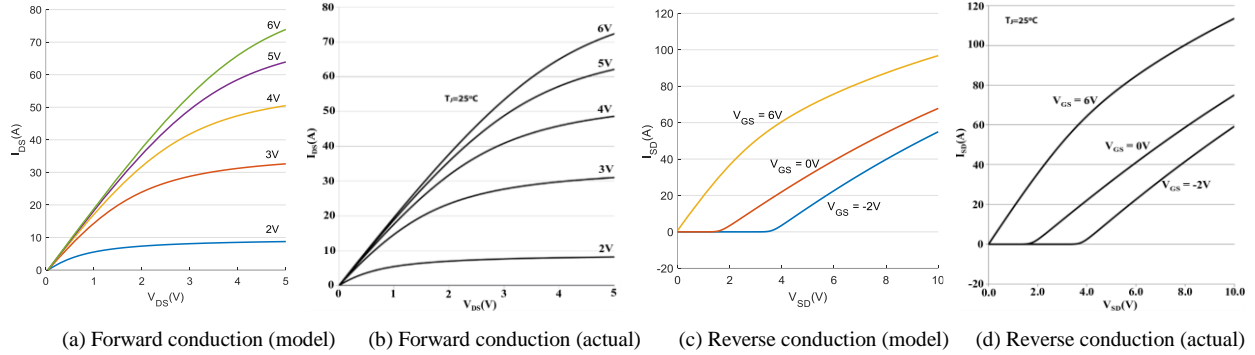 80
70
60
50
40
30
20
10
0
I_DS(A)
0
1
2
3
4
5
V_DS(V)
6V
5V
4V
3V
2V
80
70
60
50
40
30
20
10
0
I_DS(A)
0
1
2
3
4
5
V_DS(V)
T_J=25°C
6V
5V
4V
3V
2V
120
100
80
60
40
20
0
-20
I_SD(A)
0
2
4
6
8
10
V_SD(V)
V_GS = 6V
V_GS = 0V
V_GS = -2V
120
100
80
60
40
20
0
-20
I_SD(A)
0.0
2.0
4.0
6.0
8.0
10.0
V_SD(V)
T_J=25°C
V_GS = 6V
V_GS = 0V
V_GS = -2V
(a) Forward conduction (model)
(b) Forward conduction (actual)
(c) Reverse conduction (model)
(d) Reverse conduction (actual)